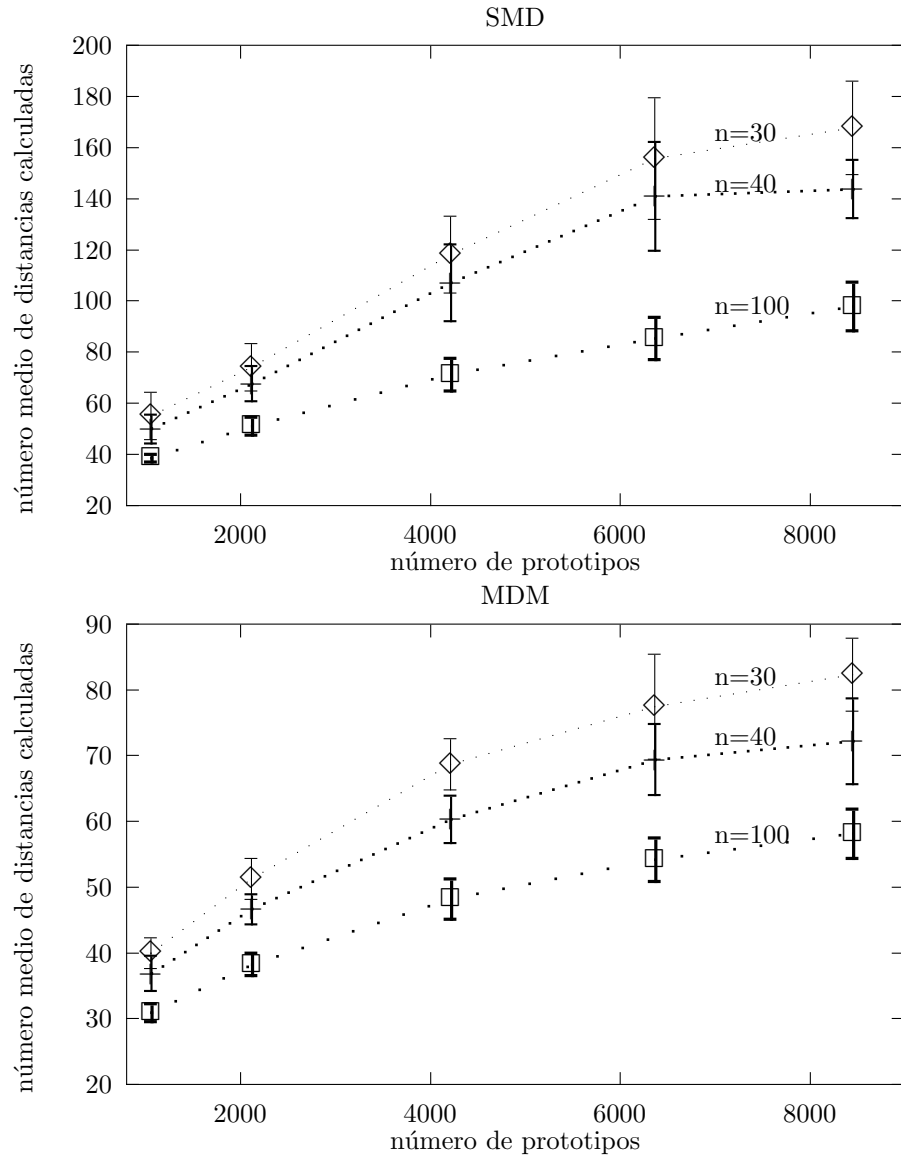 SMD
número medio de distancias calculadas
200
180
160
140
120
100
80
60
40
20
n=30
n=40
n=100
2000 4000 6000 8000
número de prototipos
MDM
número medio de distancias calculadas
90
80
70
60
50
40
30
20
n=30
n=40
n=100
2000 4000 6000 8000
número de prototipos